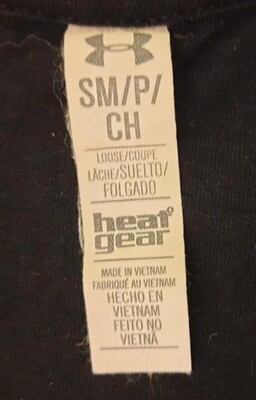 SM/P/
CH
LOOSE/COUPE
LÂCHE/SUELTO/
FOLGADO
heat
gear
MADE IN VIETNAM
FABRIQUÉ AU VIETNAM
HECHO EN
VIETNAM
FEITO NO
VIETNÃ